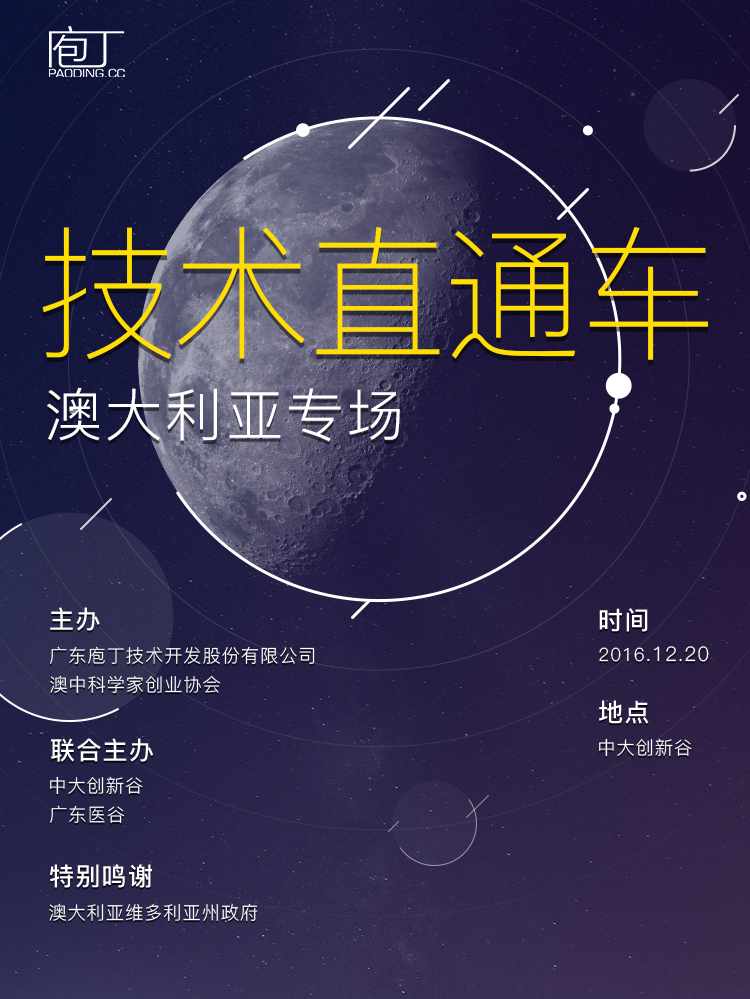 庖丁
PAODING.CC
技术直通车
澳大利亚专场
主办
广东庖丁技术开发股份有限公司
澳中科学家创业协会
联合主办
中大创新谷
广东医谷
特别鸣谢
澳大利亚维多利亚州政府
时间
2016.12.20
地点
中大创新谷